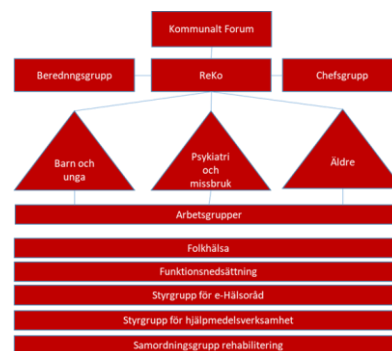 Kommunalt Forum
Beredningsgrupp
ReKo
Chefsgrupp
Barn och
unga
Psykiatri
och
missbruk
Äldre
Arbetsgrupper
Folkhälsa
Funktionsnedsättning
Styrgrupp för e-Hälsoråd
Styrgrupp för hjälpmedelsverksamhet
Samordningsgrupp rehabilitering